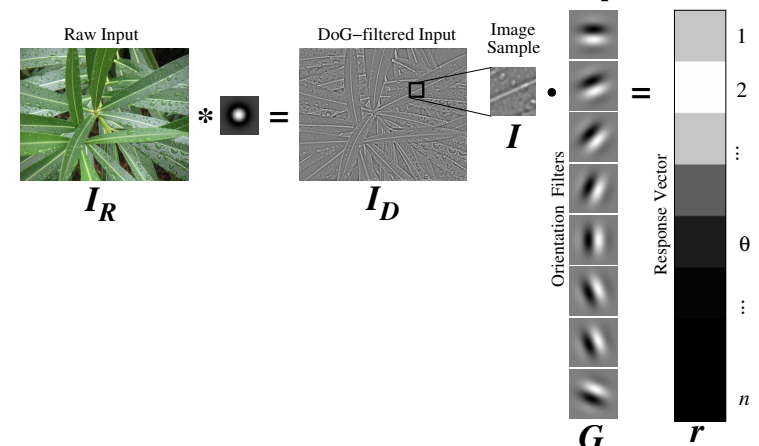 Raw Input
DoG−filtered Input
Image
Sample
* = • =
I_R
I_D
I
Orientation Filters
G
Response Vector
r
1
2
⋮
θ
⋮
n